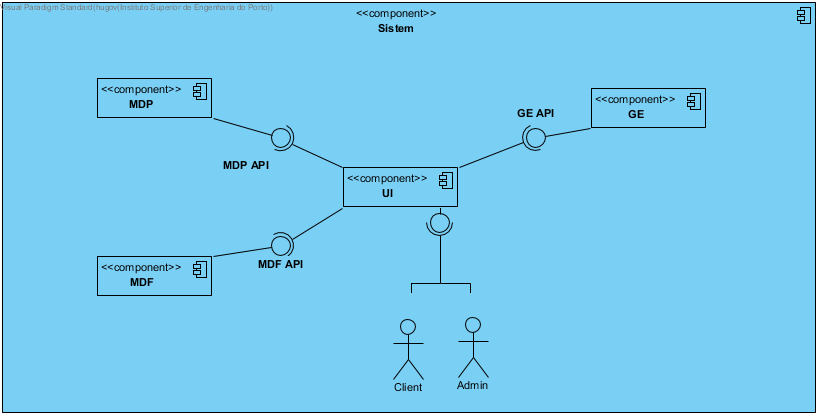 Visual Paradigm Standard(hugov(Instituto Superior de Engenharia do Porto))
<<component>>
Sistem
<<component>>
MDP
GE API
<<component>>
GE
MDP API
<<component>>
UI
<<component>>
MDF
MDF API
Client
Admin